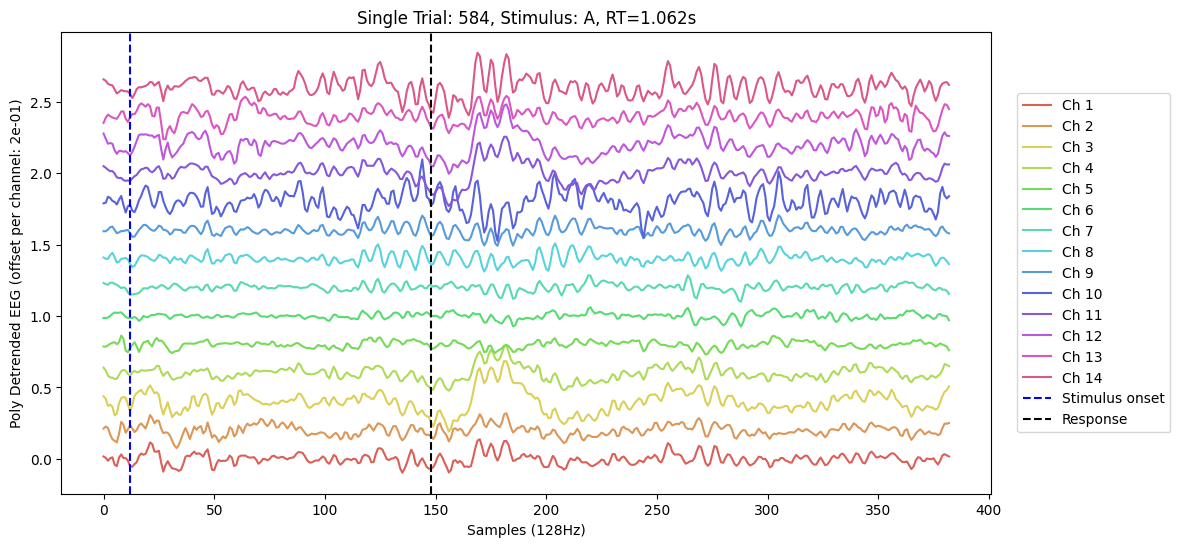 Single Trial: 584, Stimulus: A, RT=1.062s
Poly Detrended EEG (offset per channel: 2e-01)
2.5
2.0
1.5
1.0
0.5
0.0
0
50
100
150
200
250
300
350
400
Samples (128Hz)
Ch 1
Ch 2
Ch 3
Ch 4
Ch 5
Ch 6
Ch 7
Ch 8
Ch 9
Ch 10
Ch 11
Ch 12
Ch 13
Ch 14
Stimulus onset
Response